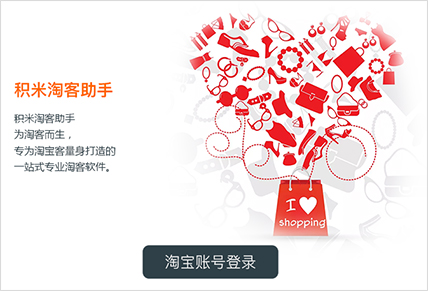 积米淘客助手
积米淘客助手
为淘客而生，
专为淘宝客量身打造的
一站式专业淘客软件。
I
shopping
淘宝账号登录